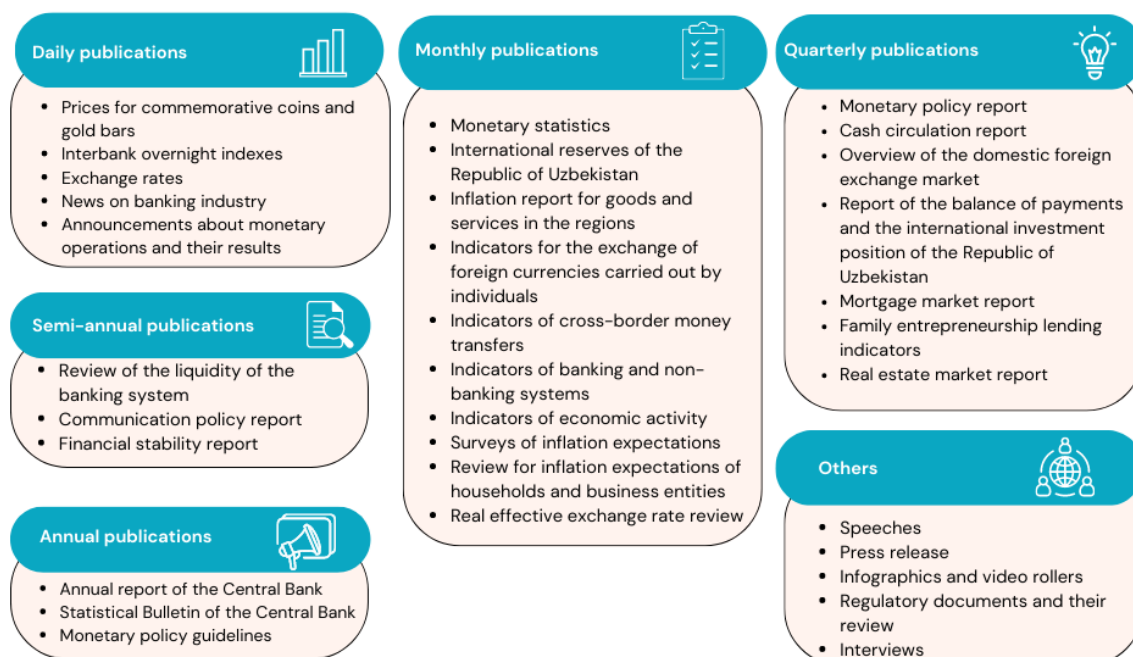 Daily publications
Prices for commemorative coins and
gold bars
Interbank overnight indexes
Exchange rates
News on banking industry
Announcements about monetary
operations and their results
Semi-annual publications
Review of the liquidity of the
banking system
Communication policy report
Financial stability report
Annual publications
Annual report of the Central Bank
Statistical Bulletin of the Central Bank
Monetary policy guidelines
Monthly publications
Monetary statistics
International reserves of the
Republic of Uzbekistan
Inflation report for goods and
services in the regions
Indicators for the exchange of
foreign currencies carried out by
individuals
Indicators of cross-border money
transfers
Indicators of banking and non-
banking systems
Indicators of economic activity
Surveys of inflation expectations
Review for inflation expectations of
households and business entities
Real effective exchange rate review
Quarterly publications
Monetary policy report
Cash circulation report
Overview of the domestic foreign
exchange market
Report of the balance of payments
and the international investment
position of the Republic of
Uzbekistan
Mortgage market report
Family entrepreneurship lending
indicators
Real estate market report
Others
Speeches
Press release
Infographics and video rollers
Regulatory documents and their
review
Interviews